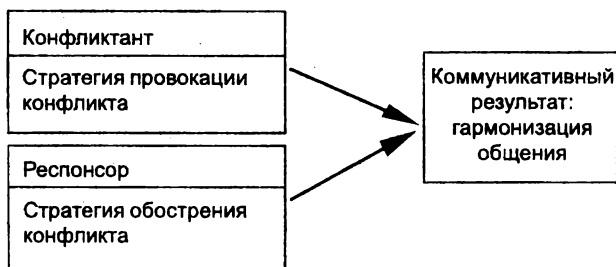 Конфликтант
Стратегия провокации
конфликта
Респонсор
Стратегия обострения
конфликта
Коммуникативный
результат:
гармонизация
общения